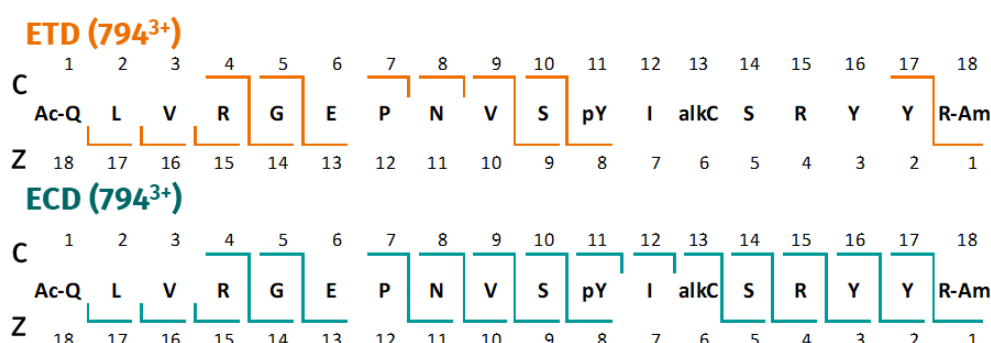 ETD (794³⁺)
1 2 3 4 5 6 7 8 9 10 11 12 13 14 15 16 17 18
C
Ac-Q L V R G E P N V S pY I alkC S R Y Y R-Am
Z 18 17 16 15 14 13 12 11 10 9 8 7 6 5 4 3 2 1
ECD (794³⁺)
1 2 3 4 5 6 7 8 9 10 11 12 13 14 15 16 17 18
C
Ac-Q L V R G E P N V S pY I alkC S R Y Y R-Am
Z 18 17 16 15 14 13 12 11 10 9 8 7 6 5 4 3 2 1